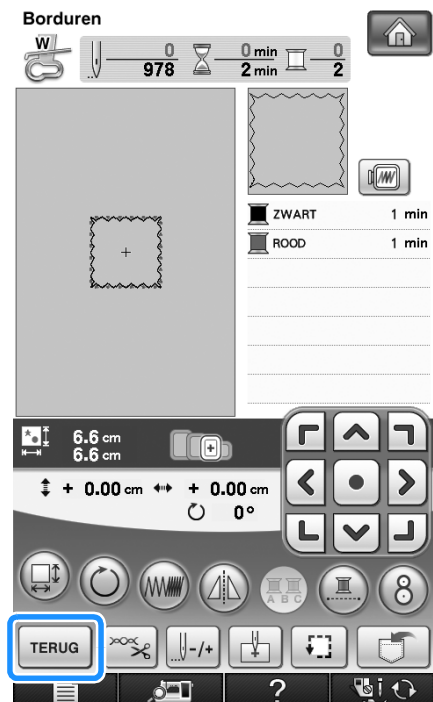 Borduren
W
0
978
0 min
2 min
0
2
ZWART 1 min
ROOD 1 min
6.6 cm
6.6 cm
+ 0.00 cm + 0.00 cm
0°
A B C
8
TERUG
-/+
?